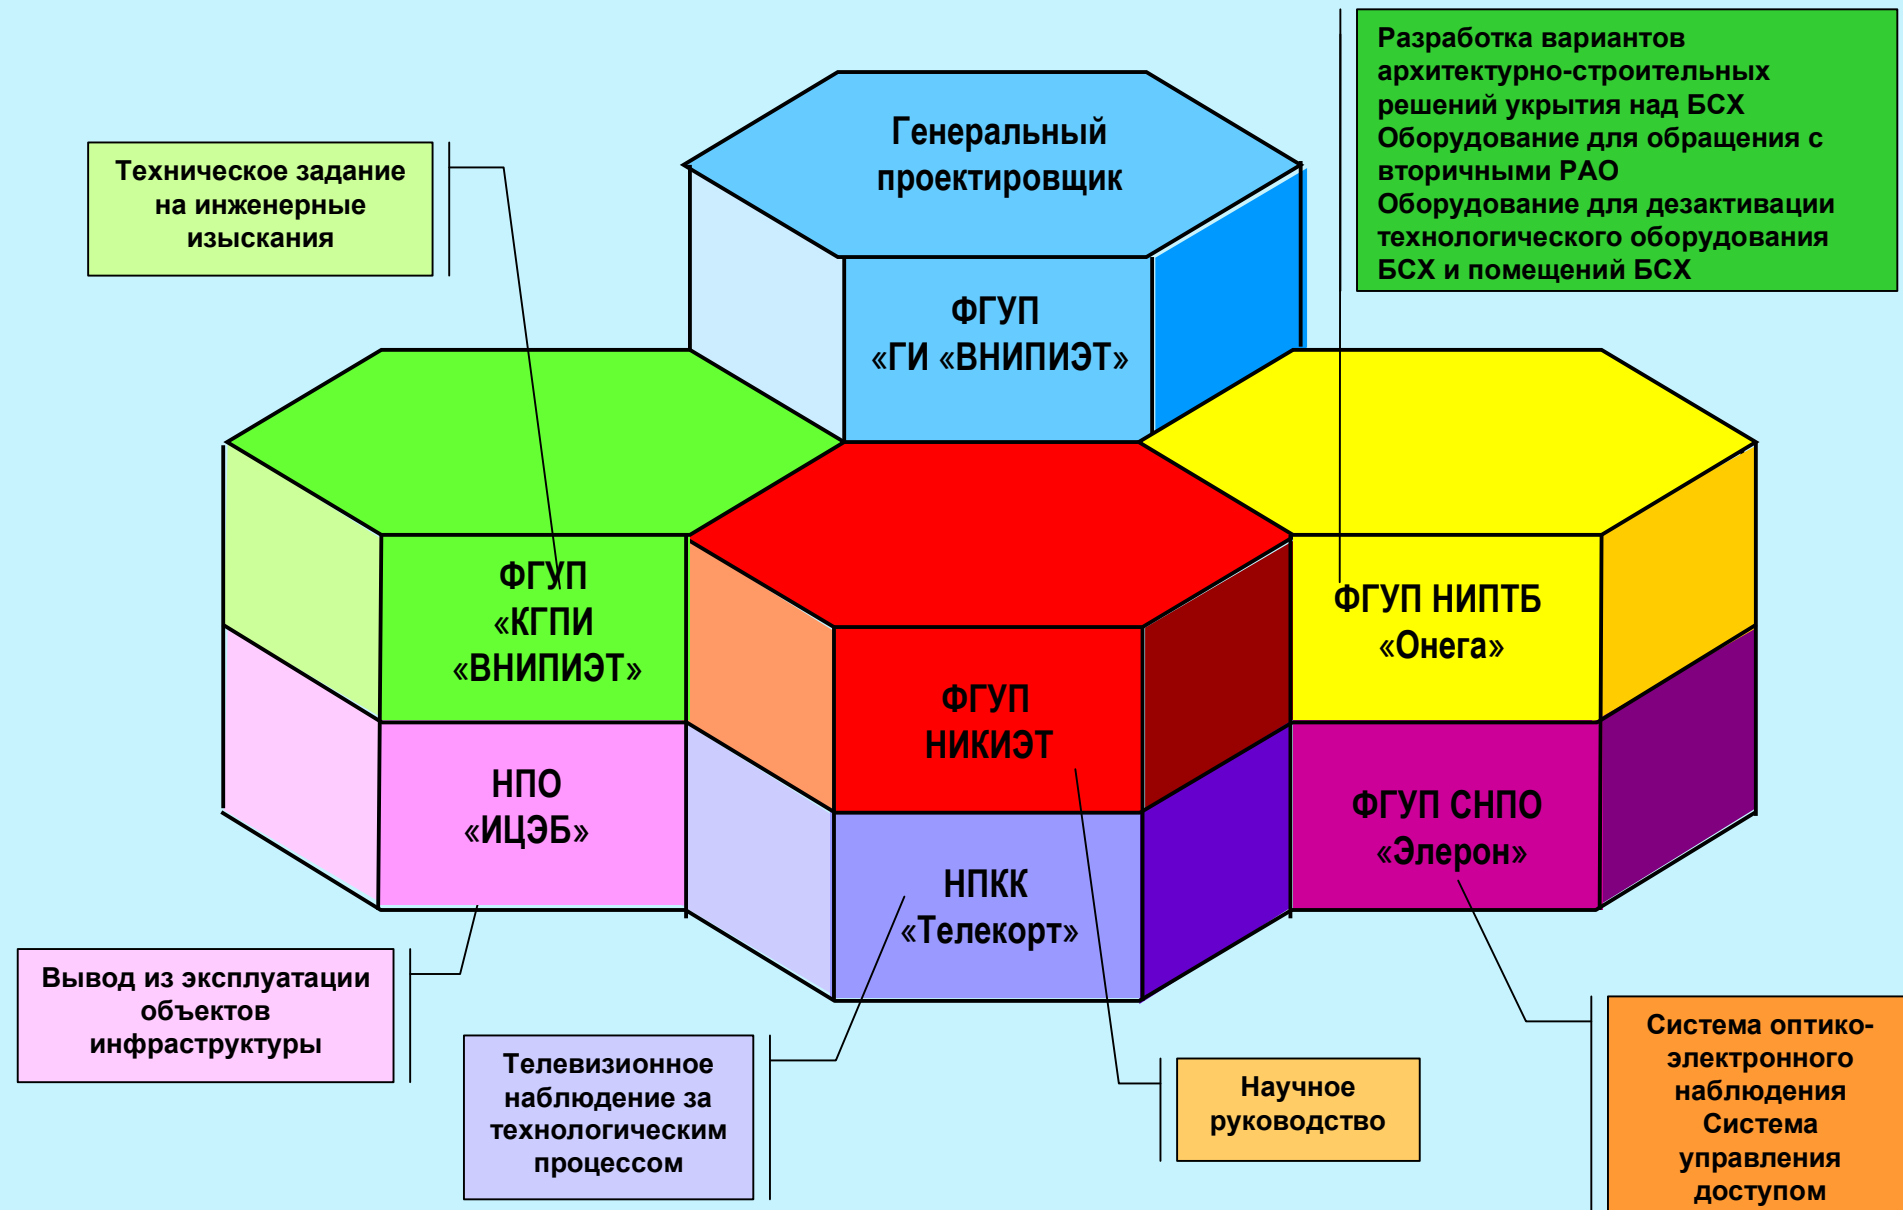 Разработка вариантов
архитектурно-строительных
решений укрытия над БСХ
Оборудование для обращения с
вторичными РАО
Оборудование для дезактивации
технологического оборудования
БСХ и помещений БСХ
Генеральный
проектировщик
Техническое задание
на инженерные
изыскания
ФГУП
«ГИ «ВНИПИЭТ»
ФГУП
«КГПИ
«ВНИПИЭТ»
ФГУП НИПТБ
«Онега»
ФГУП
НИКИЭТ
НПО
«ИЦЭБ»
ФГУП СНПО
«Элерон»
НПКК
«Телекорт»
Вывод из эксплуатации
объектов
инфраструктуры
Телевизионное
наблюдение за
технологическим
процессом
Научное
руководство
Система оптико-
электронного
наблюдения
Система
управления
доступом